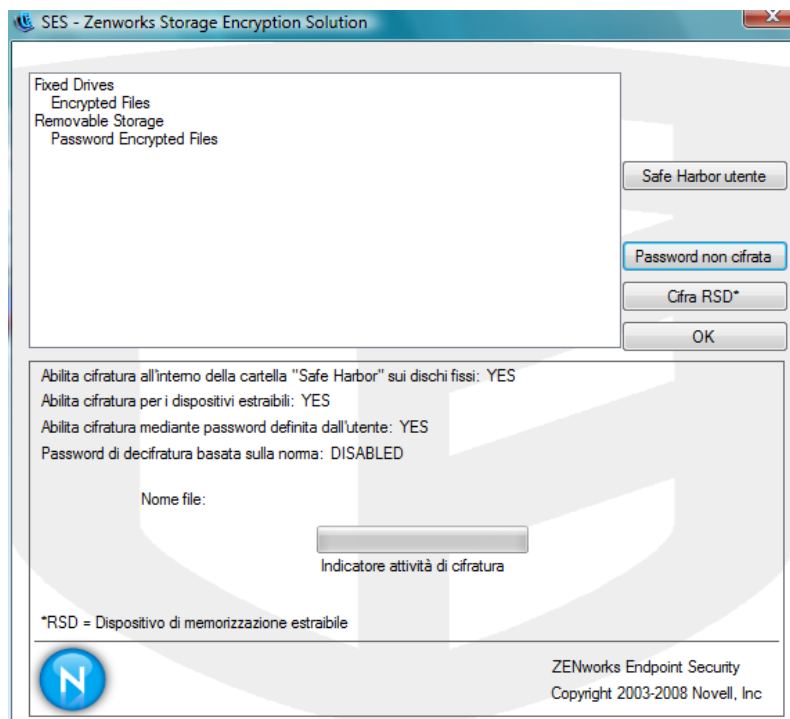 SES - Zenworks Storage Encryption Solution
Fixed Drives
Encrypted Files
Removable Storage
Password Encrypted Files
Safe Harbor utente
Password non cifrata
Cifra RSD*
OK
Abilita cifratura all'interno della cartella "Safe Harbor" sui dischi fissi: YES
Abilita cifratura per i dispositivi estraibili: YES
Abilita cifratura mediante password definita dall'utente: YES
Password di decifratura basata sulla norma: DISABLED
Nome file:
Indicatore attività di cifratura
*RSD = Dispositivo di memorizzazione estraibile
N
ZENworks Endpoint Security
Copyright 2003-2008 Novell, Inc